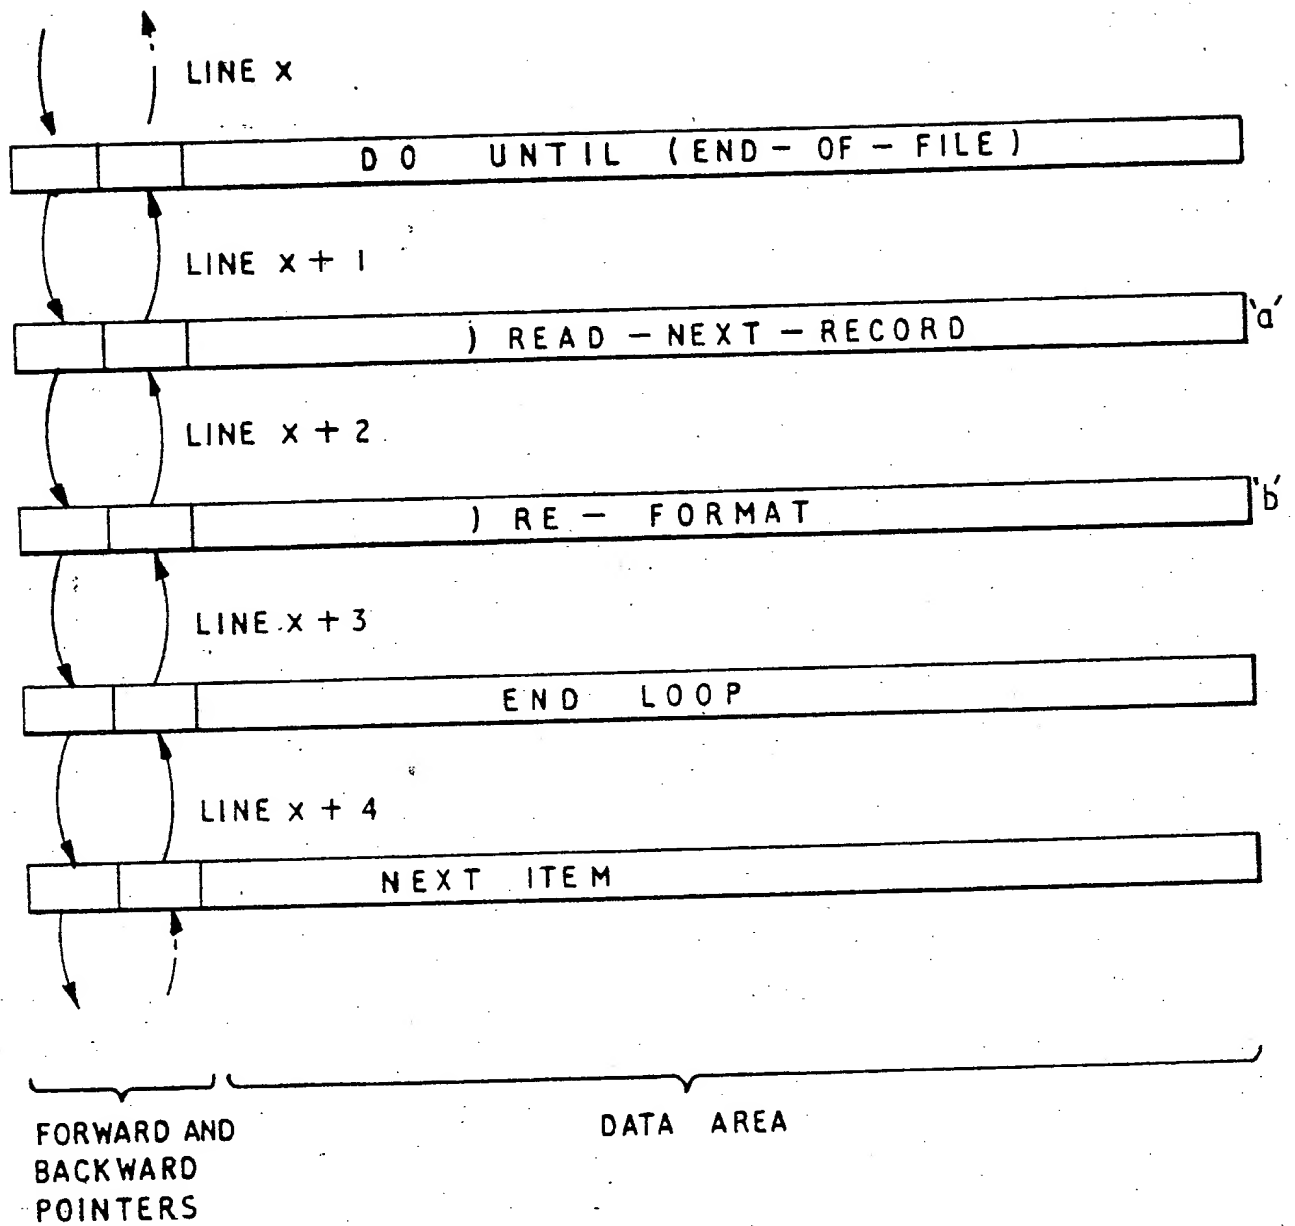 LINE X
DO UNTIL (END-OF-FILE)
LINE X + 1
) READ-NEXT-RECORD 'a'
LINE X + 2
) RE-FORMAT 'b'
LINE X + 3
END LOOP
LINE X + 4
NEXT ITEM
FORWARD AND
BACKWARD
POINTERS
DATA AREA